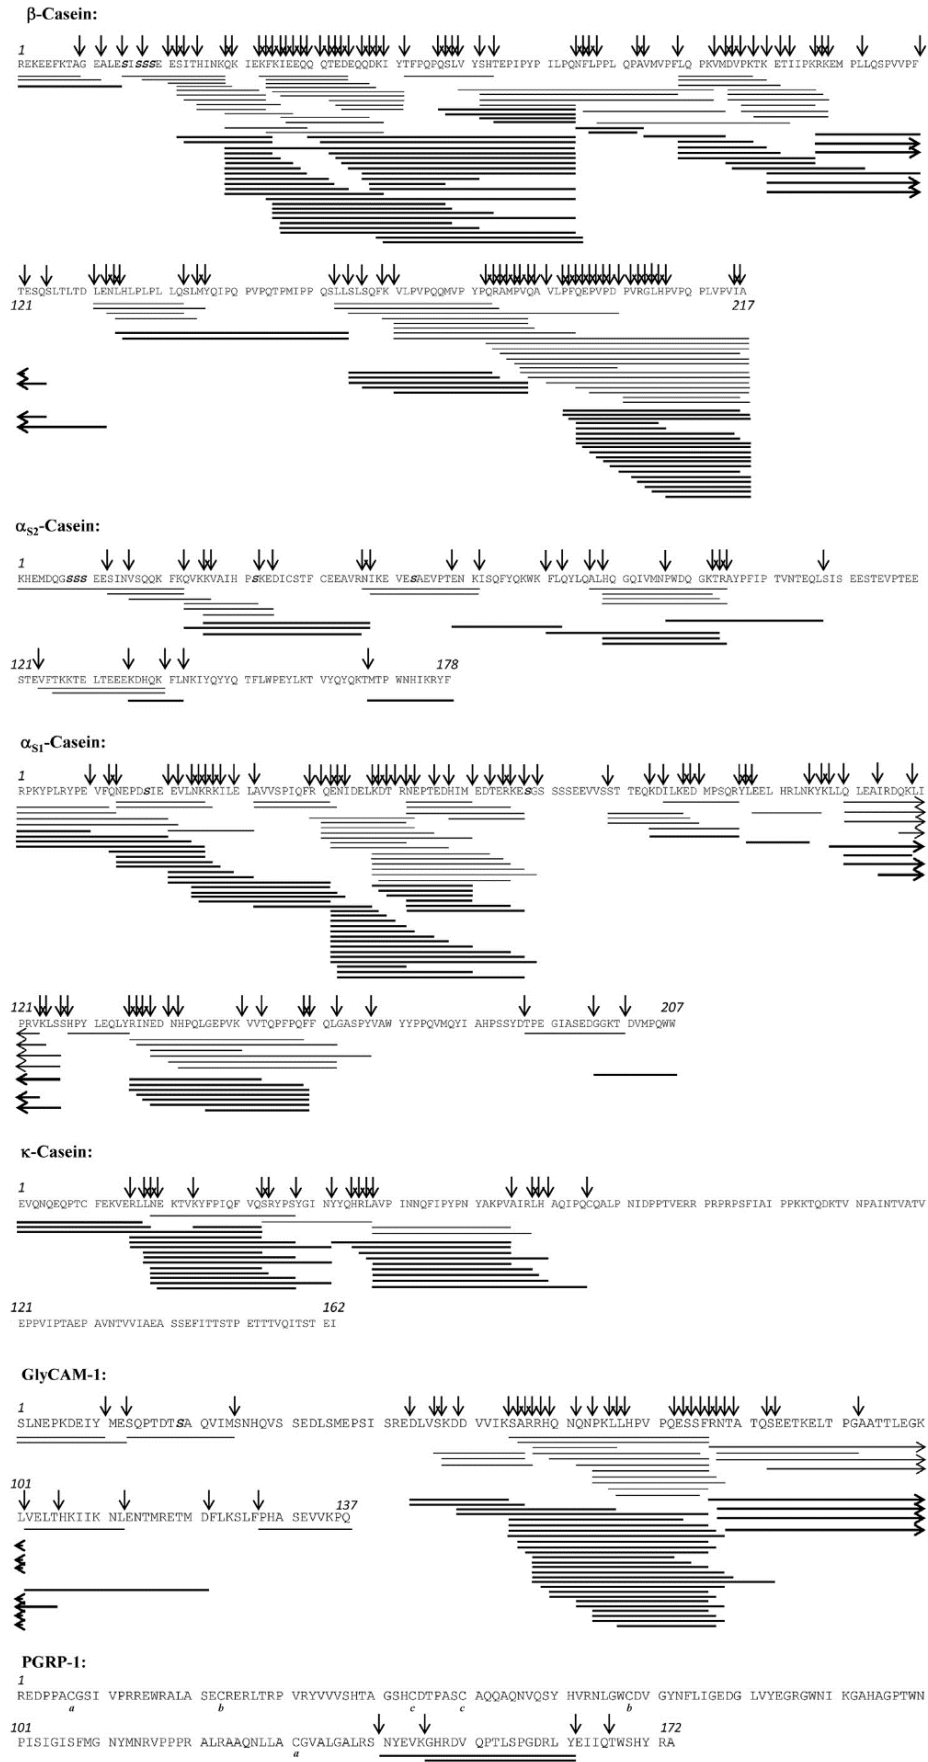 β-Casein:
1
REKEEFKTAG EALESISSSE ESITHINKQK IEKFKIEEQQ QTEDEQQDKI YTFPQPQSLV YSHTEPIPYP ILPQNFLPPL QPAVMVPFLQ PKVMDVPKTK ETIIPKRKEM PLLQSPVVPF
TESQSLTLTD LENLHLPLPL LQSLMYQIPQ PVPQTPMIPP QSLLSLSQFK VLPVPQQMVP YPQRAMPVQA VLPFQEPVPD PVRGLHPVPQ PLVPVIA
121 217
αS2-Casein:
1
KHEMDQGSSS EESINVSQQK FKQVKKVAIH PSKEDICSTF CEEAVRNIKE VESAEVPTEN KISQFYQKWK FLQYLQALHQ GQIVMNPWDQ GKTRAYPFIP TVNTEQLSIS EESTEVPTEE
121 178
STEVFTKKTE LTEEEKDHQK FLNKIYQYYQ TFLWPEYLKT VYQYQKTMTP WNHIKRYF
αS1-Casein:
1
RPKYPLRYPE VFQNEPDSIE EVLNKRKILE LAVVSPIQFR QENIDELKDT RNEPTEDHIM EDTERKESGS SSSEEVVSST TEQKDILKED MPSQRYLEEL HRLNKYKLLQ LEAIRDQKLI
121 207
PRVKLSSHPY LEQLYRINED NHPQLGEPVK VVTQPFPQFF QLGASPYVAW YYPPQVMQYI AHPSSYDTPE GIASEDGGKT DVMPQWW
κ-Casein:
1
EVQNQEQPTC FEKVERLLNE KTVKYFPIQF VQSRYPSYGI NYYQHRLAVP INNQFIPYPN YAKPVAIRLH AQIPQCQALP NIDPPTVERR PRPRPSFIAI PPKKTQDKTV NPAINTVATV
121 162
EPPVIPTAEP AVNTVVIAEA SSEFITTSTP ETTTVQITST EI
GlyCAM-1:
1
SLNEPKDEIY MESQPTDTSA QVIMSNHQVS SEDLSMEPSI SREDLVSKDD VVIKSARRHQ NQNPKLLHPV PQESSFRNTA TQSEETKELT PGAATTLEGK
101 137
LVELTHKIIK NLENTMRETM DFLKSLFPHA SEVVKPQ
PGRP-1:
1
REDPPACGSI VPRREWRALA SECRERLTRP VRYVVVSHTA GSHCDTPASC AQQAQNVQSY HVRNLGWCDV GYNFLIGEDG LVYEGRGWNI KGAHAGPTWN
a b c c b
101 172
PISIGISFMG NYMNRVPPPR ALRAAQNLLA CGVALGALRS NYEVKGHRDV QPTLSPGDRLY EIIQTWSHYR RA
a